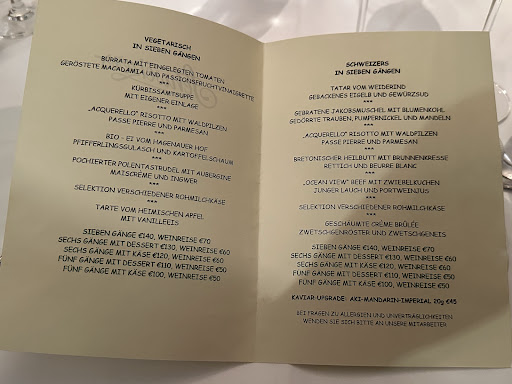 VEGETARISCH
IN SIEBEN GÄNGEN
BURRATA MIT EINGELEGTEN TOMATEN
GERÖSTETE MACADAMIA UND PASSIONSFRUCHTVINAIGRETTE
***
KÜRBISSAMTSUPPE
MIT EIGENER EINLAGE
***
„ACQUERELLO" RISOTTO MIT WALDPILZEN
PASSE PIERRE UND PARMESAN
***
BIO - EI VOM HAGENAUER HOF
PFIFFERLINGSGULASCH UND KARTOFFELSCHAUM
***
POCHIERTER POLENTASTRUDEL MIT AUBERGINE
MAISCRÈME UND INGWER
***
SELEKTION VERSCHIEDENER ROHMILCHKÄSE
***
TARTE VOM HEIMISCHEN APFEL
MIT VANILLEEIS
SIEBEN GÄNGE €140, WEINREISE €70
SECHS GÄNGE MIT DESSERT €130, WEINREISE €60
SECHS GÄNGE MIT KÄSE €120, WEINREISE €60
FÜNF GÄNGE MIT DESSERT €110, WEINREISE €50
FÜNF GÄNGE MIT KÄSE €100, WEINREISE €50
SCHWEIZERS
IN SIEBEN GÄNGEN
TATAR VOM WEIDERIND
GEBACKENES EIGELB UND GEWÜRZSUD
***
GEBRATENE JAKOBSMUSCHEL MIT BLUMENKOHL
GEDÖRRTE TRAUBEN, PUMPERNICKEL UND MANDELN
***
„ACQUERELLO" RISOTTO MIT WALDPILZEN
PASSE PIERRE UND PARMESAN
***
BRETONISCHER HEILBUTT MIT BRUNNENKRESSE
RETTICH UND BEURRE BLANC
***
„OCEAN VIEW" BEEF MIT ZWIEBELKUCHEN
JUNGER LAUCH UND PORTWEINJUS
***
SELEKTION VERSCHIEDENER ROHMILCHKÄSE
***
GESCHÄUMTE CRÈME BRÛLÉE
ZWETSCHGENRÖSTER UND ZWETSCHGENEIS
SIEBEN GÄNGE €140, WEINREISE €70
SECHS GÄNGE MIT DESSERT €130, WEINREISE €60
SECHS GÄNGE MIT KÄSE €120, WEINREISE €60
FÜNF GÄNGE MIT DESSERT €110, WEINREISE €50
FÜNF GÄNGE MIT KÄSE €100, WEINREISE €50
KAVIAR-UPGRADE: AKI-MANDARIN-IMPERIAL 20g €45
BEI FRAGEN ZU ALLERGIEN UND UNVERTRÄGLICHKEITEN
WENDEN SIE SICH BITTE AN UNSERE MITARBEITER